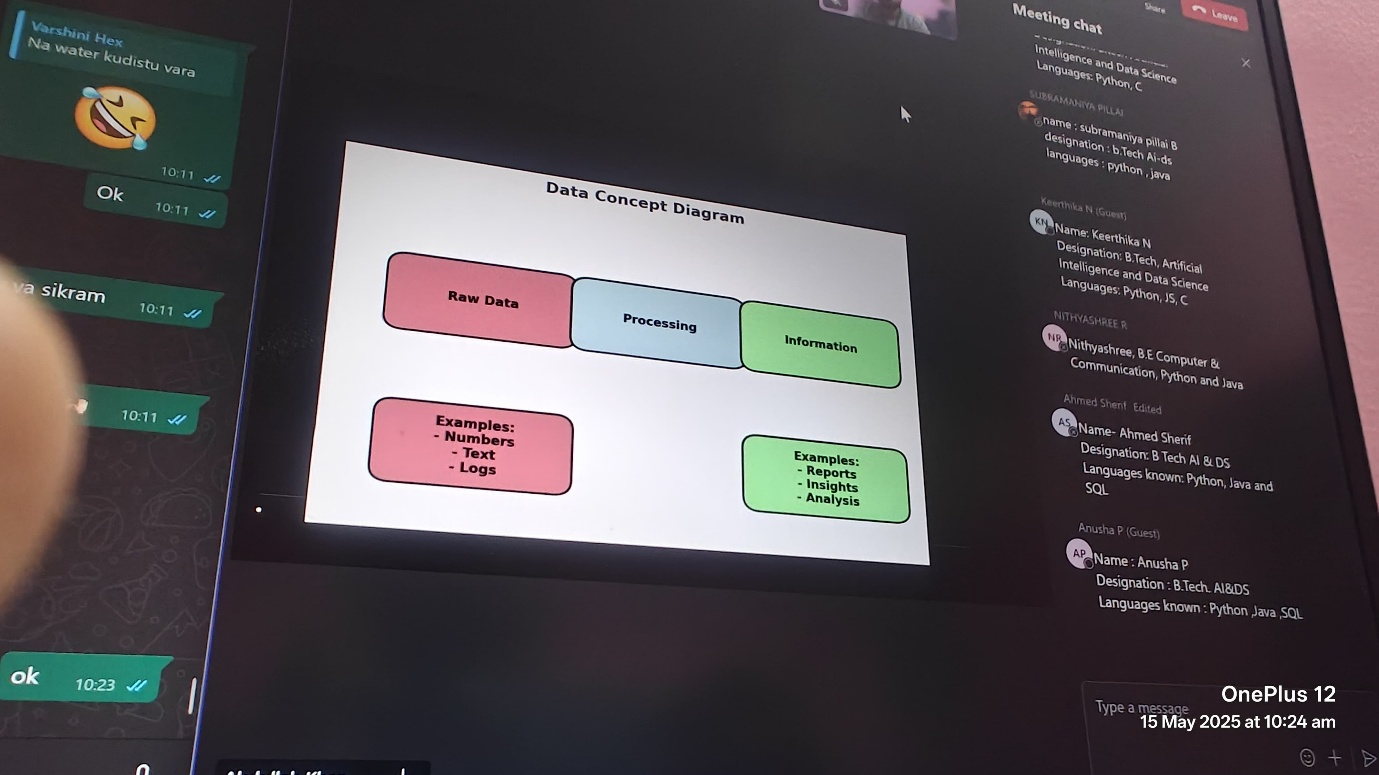 Varshini Hex
Na water kudistu vara
10:11
Ok
10:11
va sikram
10:11
10:11
ok
10:23
Data Concept Diagram
Raw Data
Processing
Information
Examples:
- Numbers
- Text
- Logs
Examples:
- Reports
- Insights
- Analysis
Share
Leave
Meeting chat
Intelligence and Data Science
Languages: Python, C
SUBRAMANIYA PILLAI
name : subramaniya pillai B
designation : b.Tech Ai-ds
languages : python , java
Keerthika N (Guest)
KN
Name: Keerthika N
Designation: B.Tech, Artificial
Intelligence and Data Science
Languages: Python, JS, C
NITHYASHREE R
NR
Nithyashree, B.E Computer &
Communication, Python and Java
Ahmed Sherif Edited
AS
Name- Ahmed Sherif
Designation: B Tech AI & DS
Languages known: Python, Java and
SQL
Anusha P (Guest)
AP
Name : Anusha P
Designation : B.Tech. AI&DS
Languages known : Python ,Java ,SQL
Type a message
OnePlus 12
15 May 2025 at 10:24 am